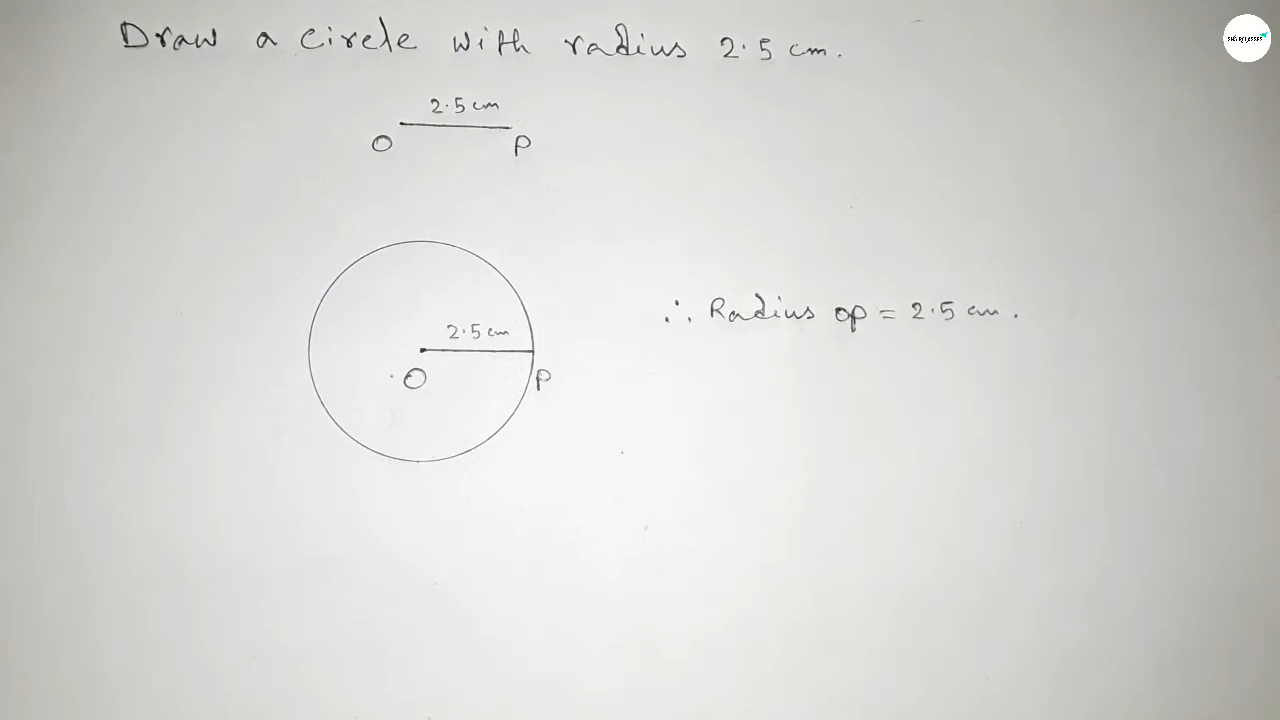 Draw a circle with radius 2.5 cm.
2.5 cm
O P
2.5 cm
∴ Radius OP = 2.5 cm.
O P